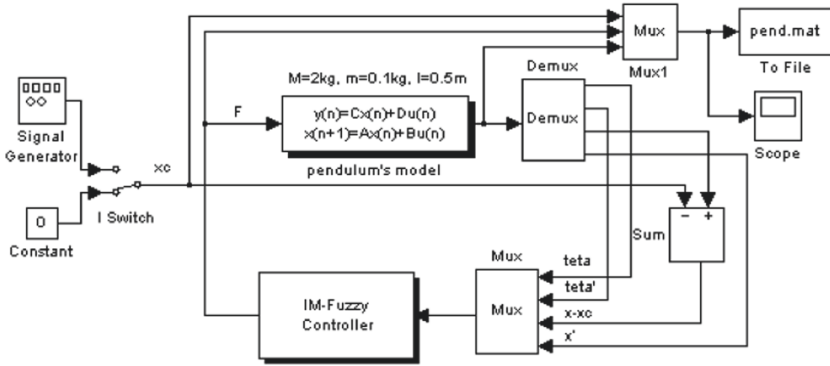 Mux
Mux1
pend.mat
To File
Scope
M=2kg, m=0.1kg, l=0.5m
F
y(n)=Cx(n)+Du(n)
x(n+1)=Ax(n)+Bu(n)
pendulum's model
Demux
Demux
Signal
Generator
xc
I Switch
0
Constant
− +
Sum
Mux
Mux
teta
teta'
x-xc
x'
IM-Fuzzy
Controller